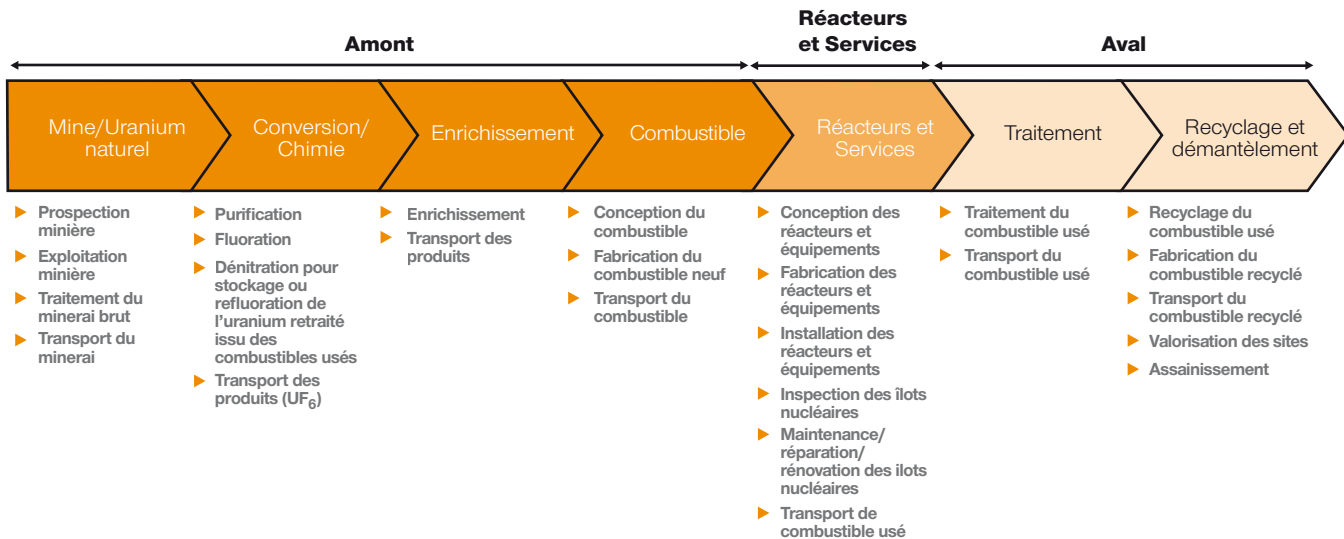 Amont
Réacteurs
et Services
Aval
Mine/Uranium
naturel
Conversion/
Chimie
Enrichissement
Combustible
Réacteurs et
Services
Traitement
Recyclage et
démantèlement
Prospection
minière
Exploitation
minière
Traitement du
minerai brut
Transport du
minerai
Purification
Fluoration
Dénitration pour
stockage ou
refluoration de
l’uranium retraité
issu des
combustibles usés
Transport des
produits (UF6)
Enrichissement
Transport des
produits
Conception du
combustible
Fabrication du
combustible neuf
Transport du
combustible
Conception des
réacteurs et
équipements
Fabrication des
réacteurs et
équipements
Installation des
réacteurs et
équipements
Inspection des îlots
nucléaires
Maintenance/
réparation/
rénovation des îlots
nucléaires
Transport de
combustible usé
Traitement du
combustible usé
Transport du
combustible usé
Recyclage du
combustible usé
Fabrication du
combustible recyclé
Transport du
combustible recyclé
Valorisation des sites
Assainissement